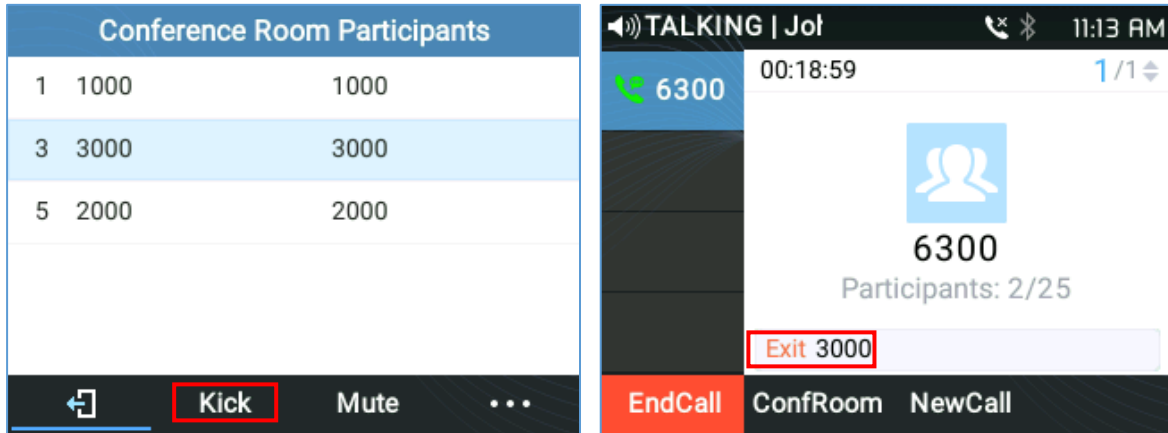 Conference Room Participants
1 1000 1000
3 3000 3000
5 2000 2000
Kick Mute ...
TALKING | Joł 11:13 AM
6300
00:18:59 1/1
6300
Participants: 2/25
Exit 3000
EndCall ConfRoom NewCall